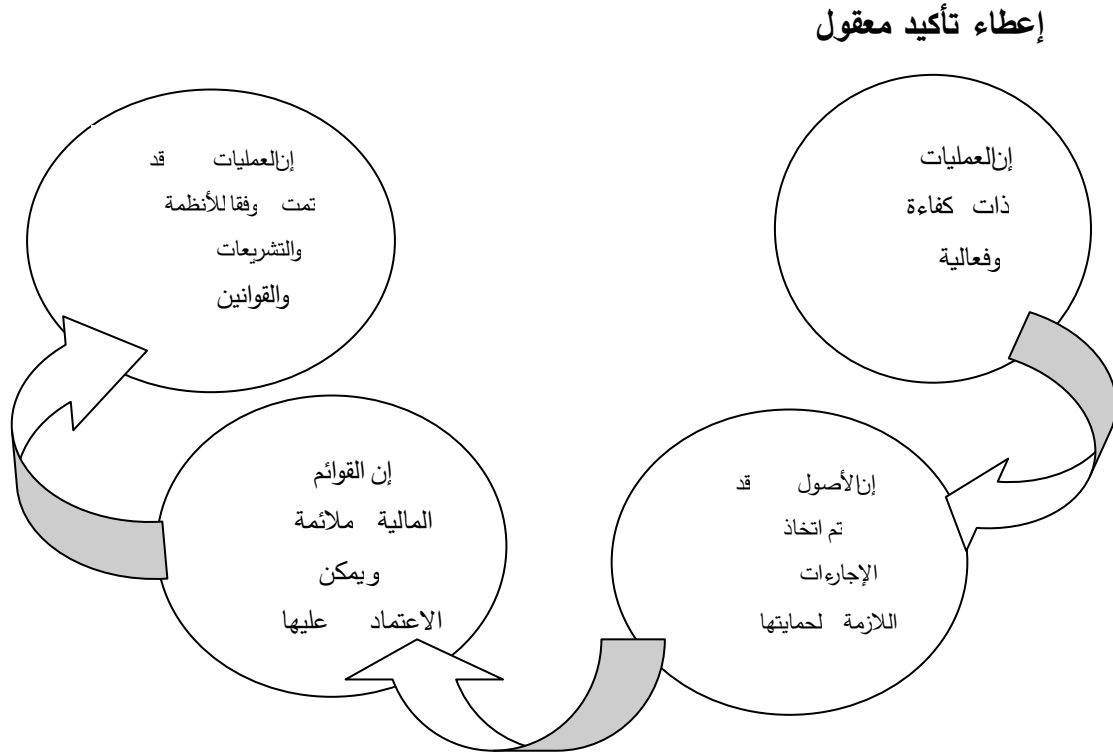 إعطاء تأكيد معقول
إن العمليات
ذات كفاءة
وفعالية
إن الأصول قد
تم اتخاذ
الإجارءات
اللازمة لحمايتها
إن القوائم
المالية ملائمة
ويمكن
الاعتماد عليها
إن العمليات قد
تمت وفقا للأنظمة
والتشريعات
والقوانين